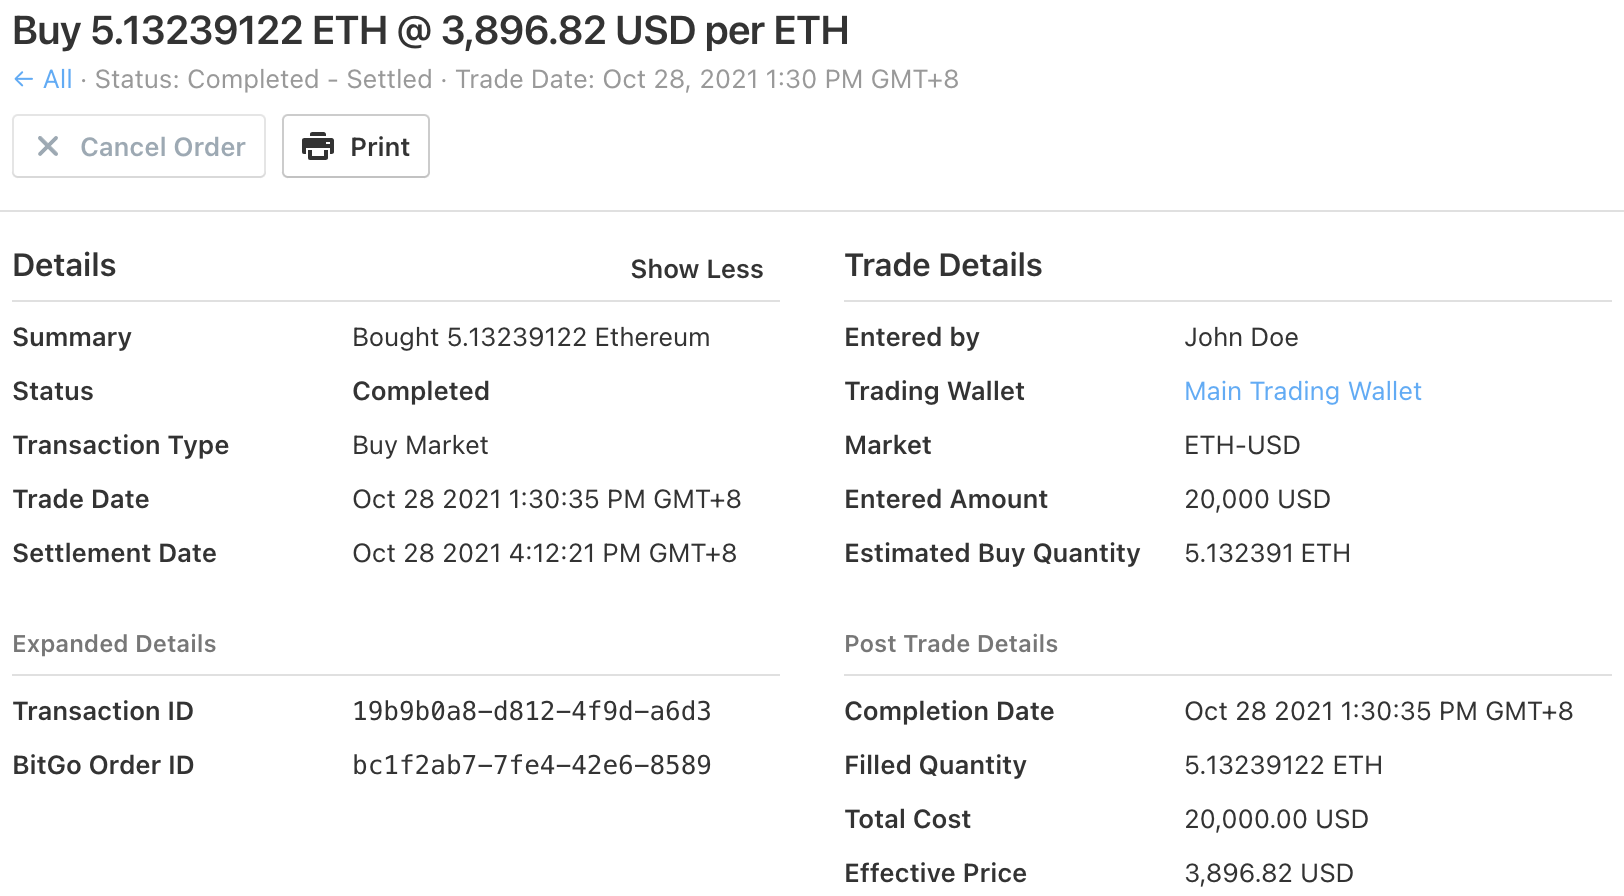 Buy 5.13239122 ETH @ 3,896.82 USD per ETH
← All · Status: Completed - Settled · Trade Date: Oct 28, 2021 1:30 PM GMT+8
Cancel Order
Print
Details
Show Less
Summary Bought 5.13239122 Ethereum
Status Completed
Transaction Type Buy Market
Trade Date Oct 28 2021 1:30:35 PM GMT+8
Settlement Date Oct 28 2021 4:12:21 PM GMT+8
Expanded Details
Transaction ID 19b9b0a8-d812-4f9d-a6d3
BitGo Order ID bc1f2ab7-7fe4-42e6-8589
Trade Details
Entered by John Doe
Trading Wallet Main Trading Wallet
Market ETH-USD
Entered Amount 20,000 USD
Estimated Buy Quantity 5.132391 ETH
Post Trade Details
Completion Date Oct 28 2021 1:30:35 PM GMT+8
Filled Quantity 5.13239122 ETH
Total Cost 20,000.00 USD
Effective Price 3,896.82 USD